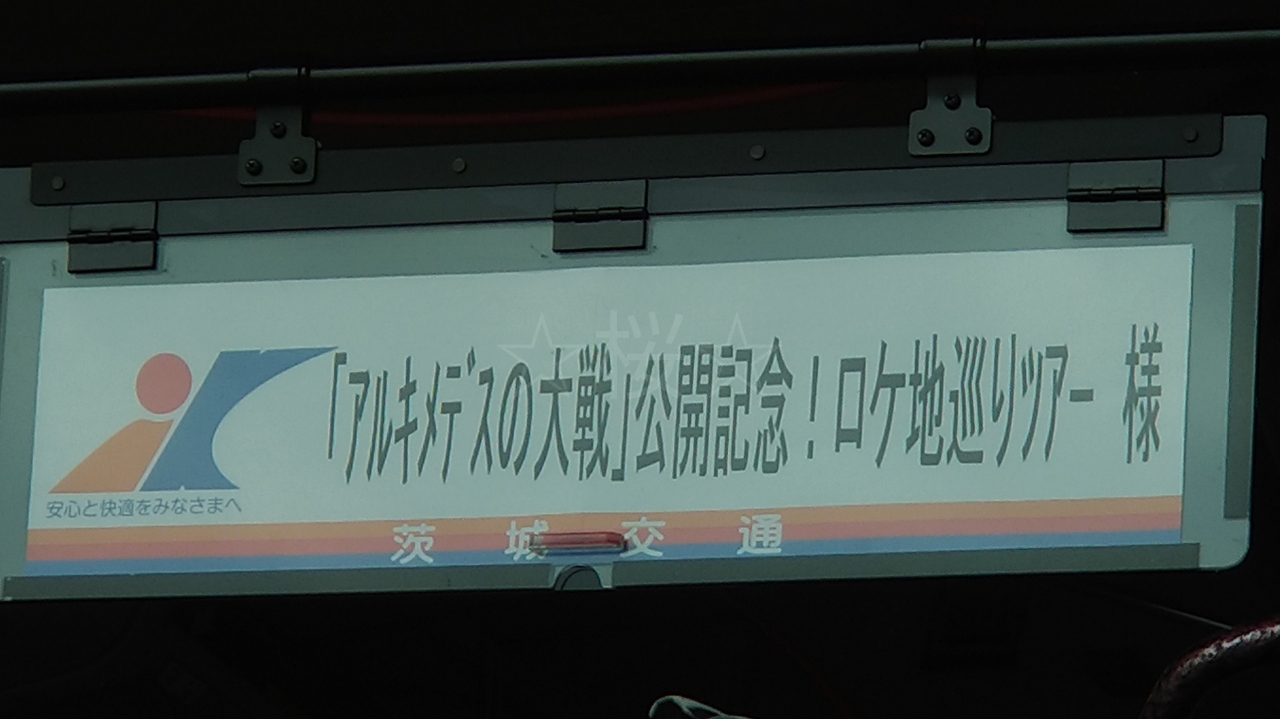 ☆桜☆
「アルキメデスの大戦」公開記念！ロケ地巡りツアー 様
安心と快適をみなさまへ
茨城交通